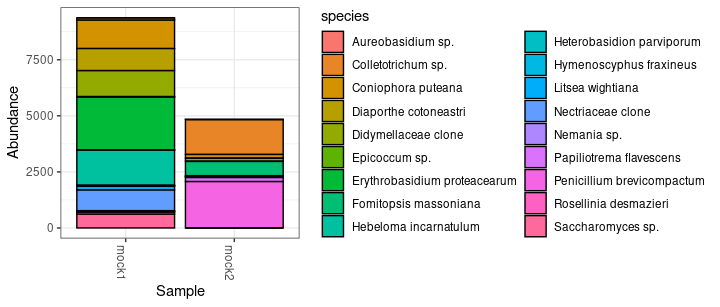 species
Aureobasidium sp.
Colletotrichum sp.
Coniophora puteana
Diaporthe cotoneastri
Didymellaceae clone
Epicoccum sp.
Erythrobasidium proteacearum
Fomitopsis massoniana
Hebeloma incarnatulum
Heterobasidion parviporum
Hymenoscyphus fraxineus
Litsea wightiana
Nectriaceae clone
Nemania sp.
Papiliotrema flavescens
Penicillium brevicompactum
Rosellinia desmazieri
Saccharomyces sp.
Abundance
7500
5000
2500
0
mock1
mock2
Sample